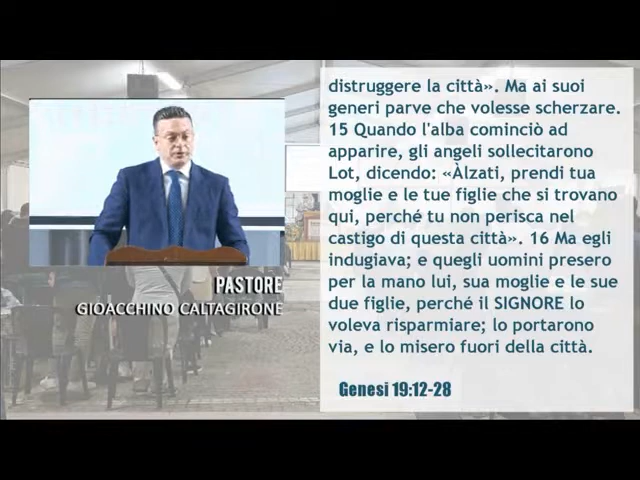 distruggere la città». Ma ai suoi
generi parve che volesse scherzare.
15 Quando l'alba cominciò ad
apparire, gli angeli sollecitarono
Lot, dicendo: «Àlzati, prendi tua
moglie e le tue figlie che si trovano
qui, perché tu non perisca nel
castigo di questa città». 16 Ma egli
indugiava; e quegli uomini presero
per la mano lui, sua moglie e le sue
due figlie, perché il SIGNORE lo
voleva risparmiare; lo portarono
via, e lo misero fuori della città.
Genesi 19:12-28
PASTORE
GIOACCHINO CALTAGIRONE